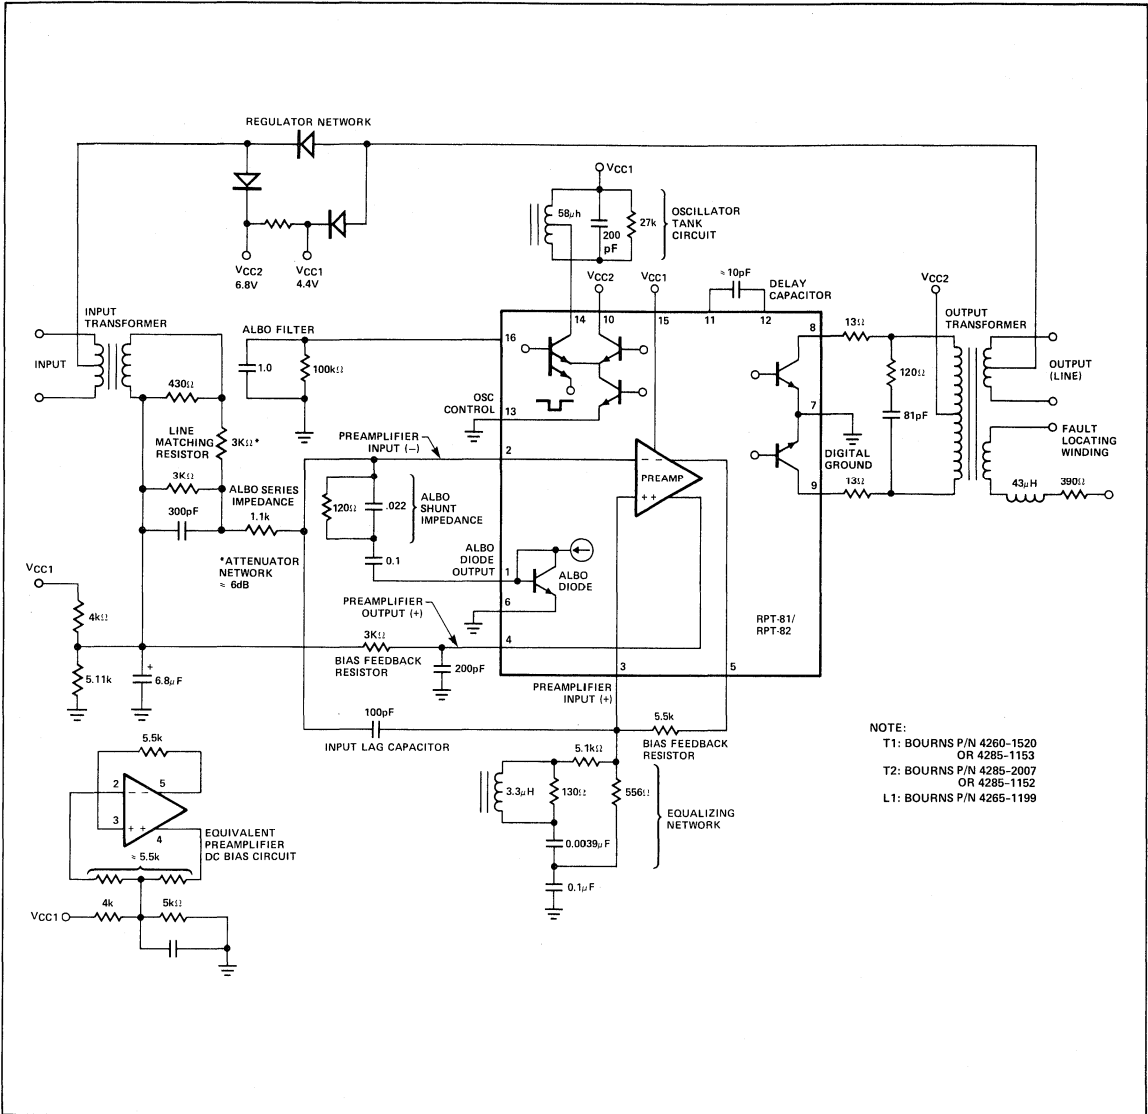 REGULATOR NETWORK
VCC2
6.8V
VCC1
4.4V
VCC1
58μh
200
pF
27k
OSCILLATOR
TANK
CIRCUIT
VCC2
VCC1
≈ 10pF
DELAY
CAPACITOR
14
10
15
11
12
INPUT
TRANSFORMER
INPUT
430Ω
LINE
MATCHING
RESISTOR
3KΩ*
3KΩ
ALBO SERIES
IMPEDANCE
300pF
1.1k
*ATTENUATOR
NETWORK
≈ 6dB
ALBO FILTER
1.0
100kΩ
16
OSC
CONTROL
13
PREAMPLIFIER
INPUT (−)
2
120Ω
.022
ALBO
SHUNT
IMPEDANCE
0.1
ALBO
DIODE
OUTPUT
1
6
ALBO
DIODE
− −
PREAMP
+ +
PREAMPLIFIER
OUTPUT (+)
4
3
5
RPT-81/
RPT-82
8
7
DIGITAL
GROUND
9
13Ω
13Ω
120Ω
81pF
VCC2
OUTPUT
TRANSFORMER
OUTPUT
(LINE)
FAULT
LOCATING
WINDING
43μH
390Ω
VCC1
4kΩ
5.11k
+
6.8μF
3KΩ
BIAS FEEDBACK
RESISTOR
200pF
PREAMPLIFIER
INPUT (+)
100pF
INPUT LAG CAPACITOR
5.5k
BIAS FEEDBACK
RESISTOR
5.1kΩ
3.3μH
130Ω
556Ω
EQUALIZING
NETWORK
0.0039μF
0.1μF
NOTE:
T1: BOURNS P/N 4260-1520
OR 4285-1153
T2: BOURNS P/N 4285-2007
OR 4285-1152
L1: BOURNS P/N 4265-1199
5.5k
2
− −
5
3
+ +
4
EQUIVALENT
PREAMPLIFIER
DC BIAS CIRCUIT
≈ 5.5k
VCC1
4k
5kΩ